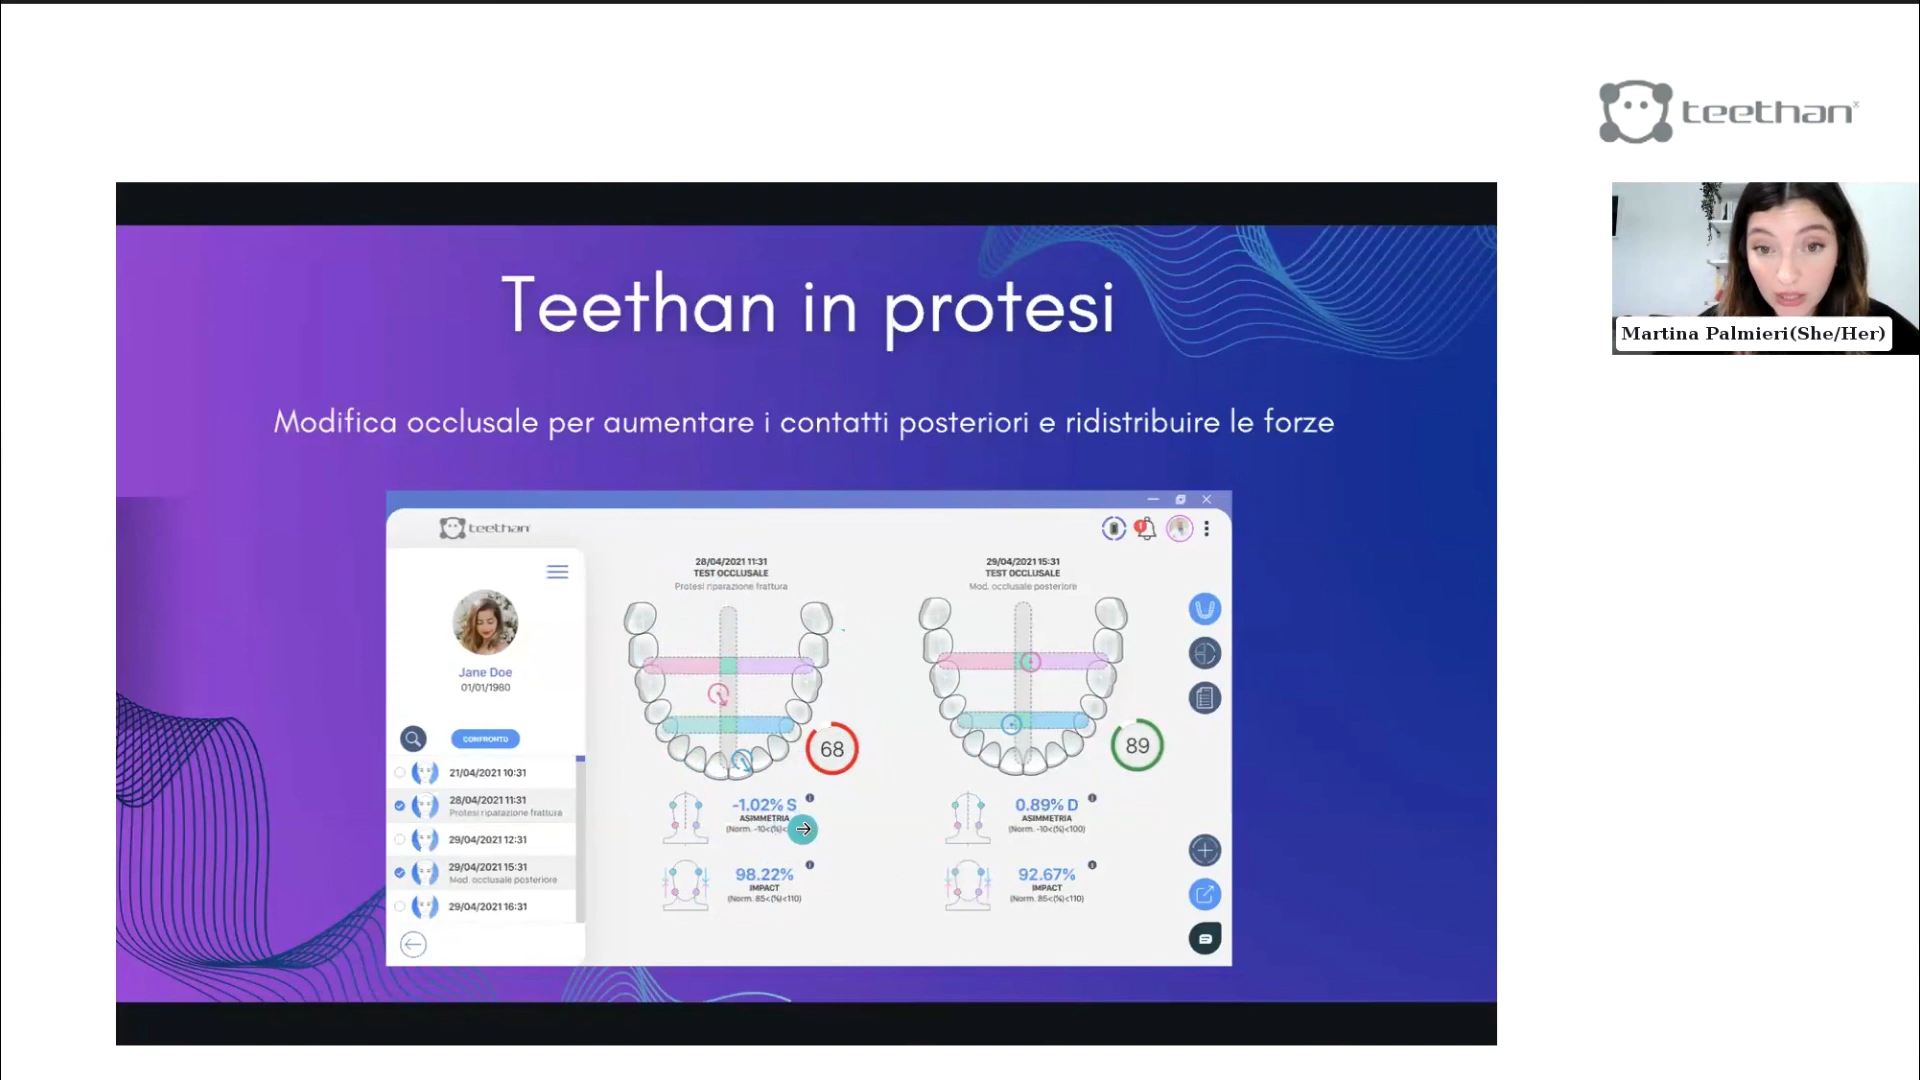 teethan
Martina Palmieri(She/Her)
Teethan in protesi
Modifica occlusale per aumentare i contatti posteriori e ridistribuire le forze
teethan
Jane Doe
01/01/1980
CONFRONTO
21/04/2021 10:31
28/04/2021 11:31
Protesi riparazione frattura
29/04/2021 12:31
29/04/2021 15:31
Mod. occlusale posteriore
29/04/2021 16:31
28/04/2021 11:31
TEST OCCLUSALE
Protesi riparazione frattura
68
-1.02% S
ASIMMETRIA
(Norm. -10<(%)<
98.22%
IMPACT
(Norm. 85<(%)<110)
29/04/2021 15:31
TEST OCCLUSALE
Mod. occlusale posteriore
89
0.89% D
ASIMMETRIA
(Norm. -10<(%)<100)
92.67%
IMPACT
(Norm. 85<(%)<110)